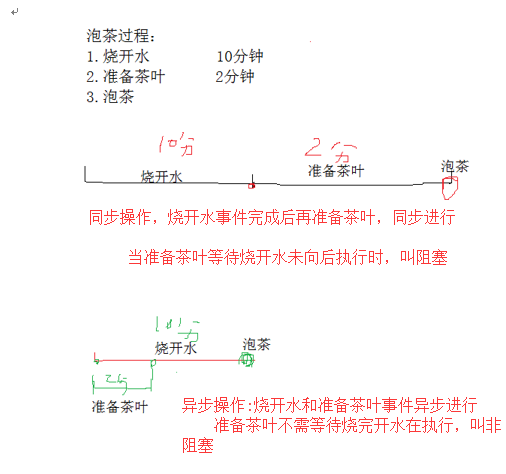 泡茶过程：
1.烧开水 10分钟
2.准备茶叶 2分钟
3.泡茶
10分 2分
烧开水 准备茶叶 泡茶
同步操作，烧开水事件完成后再准备茶叶，同步进行
当准备茶叶等待烧开水未向后执行时，叫阻塞
10分
烧开水 泡茶
2分
准备茶叶
异步操作:烧开水和准备茶叶事件异步进行
准备茶叶不需等待烧完开水在执行，叫非
阻塞